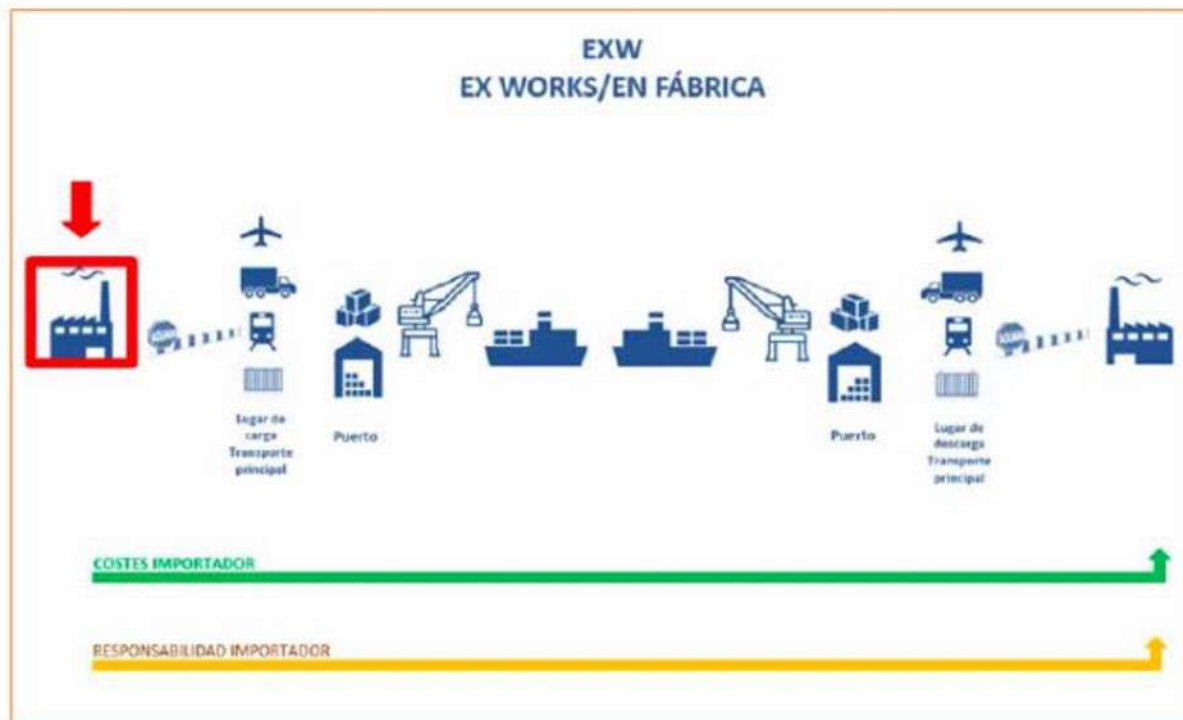 EXW
EX WORKS/EN FÁBRICA
Lugar de
carga
Transporte
principal
Puerto
Puerto
Lugar de
descarga
Transporte
principal
COSTES IMPORTADOR
RESPONSABILIDAD IMPORTADOR